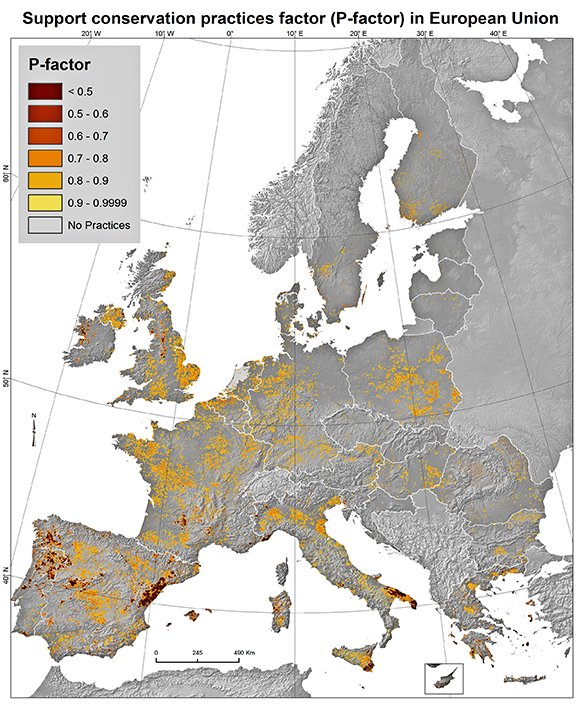 Support conservation practices factor (P-factor) in European Union
20°I W 10°I W 0° 10° E 20° E 30° E 40° E
P-factor
< 0.5
0.5 - 0.6
0.6 - 0.7
0.7 - 0.8
0.8 - 0.9
0.9 - 0.9999
No Practices
60° N
50° N
N
40° N
0 245 490 Km